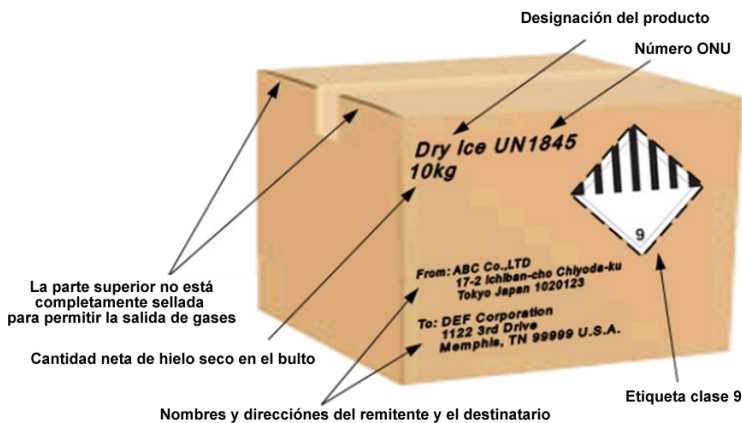 Designación del producto
Número ONU
Dry Ice UN1845
10kg
9
From: ABC Co.,LTD
17-2 Ichiban-cho Chiyoda-ku
Tokyo Japan 1020123
To: DEF Corporation
1122 3rd Drive
Memphis, TN 99999 U.S.A.
La parte superior no está
completamente sellada
para permitir la salida de gases
Cantidad neta de hielo seco en el bulto
Etiqueta clase 9
Nombres y direcciónes del remitente y el destinatario